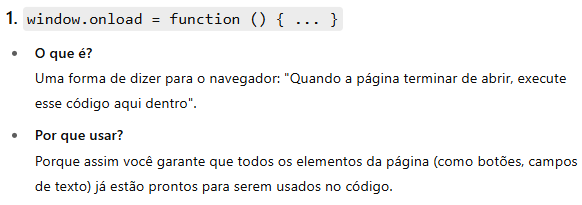 1. window.onload = function () { ... }
• O que é?
Uma forma de dizer para o navegador: "Quando a página terminar de abrir, execute
esse código aqui dentro".
• Por que usar?
Porque assim você garante que todos os elementos da página (como botões, campos
de texto) já estão prontos para serem usados no código.